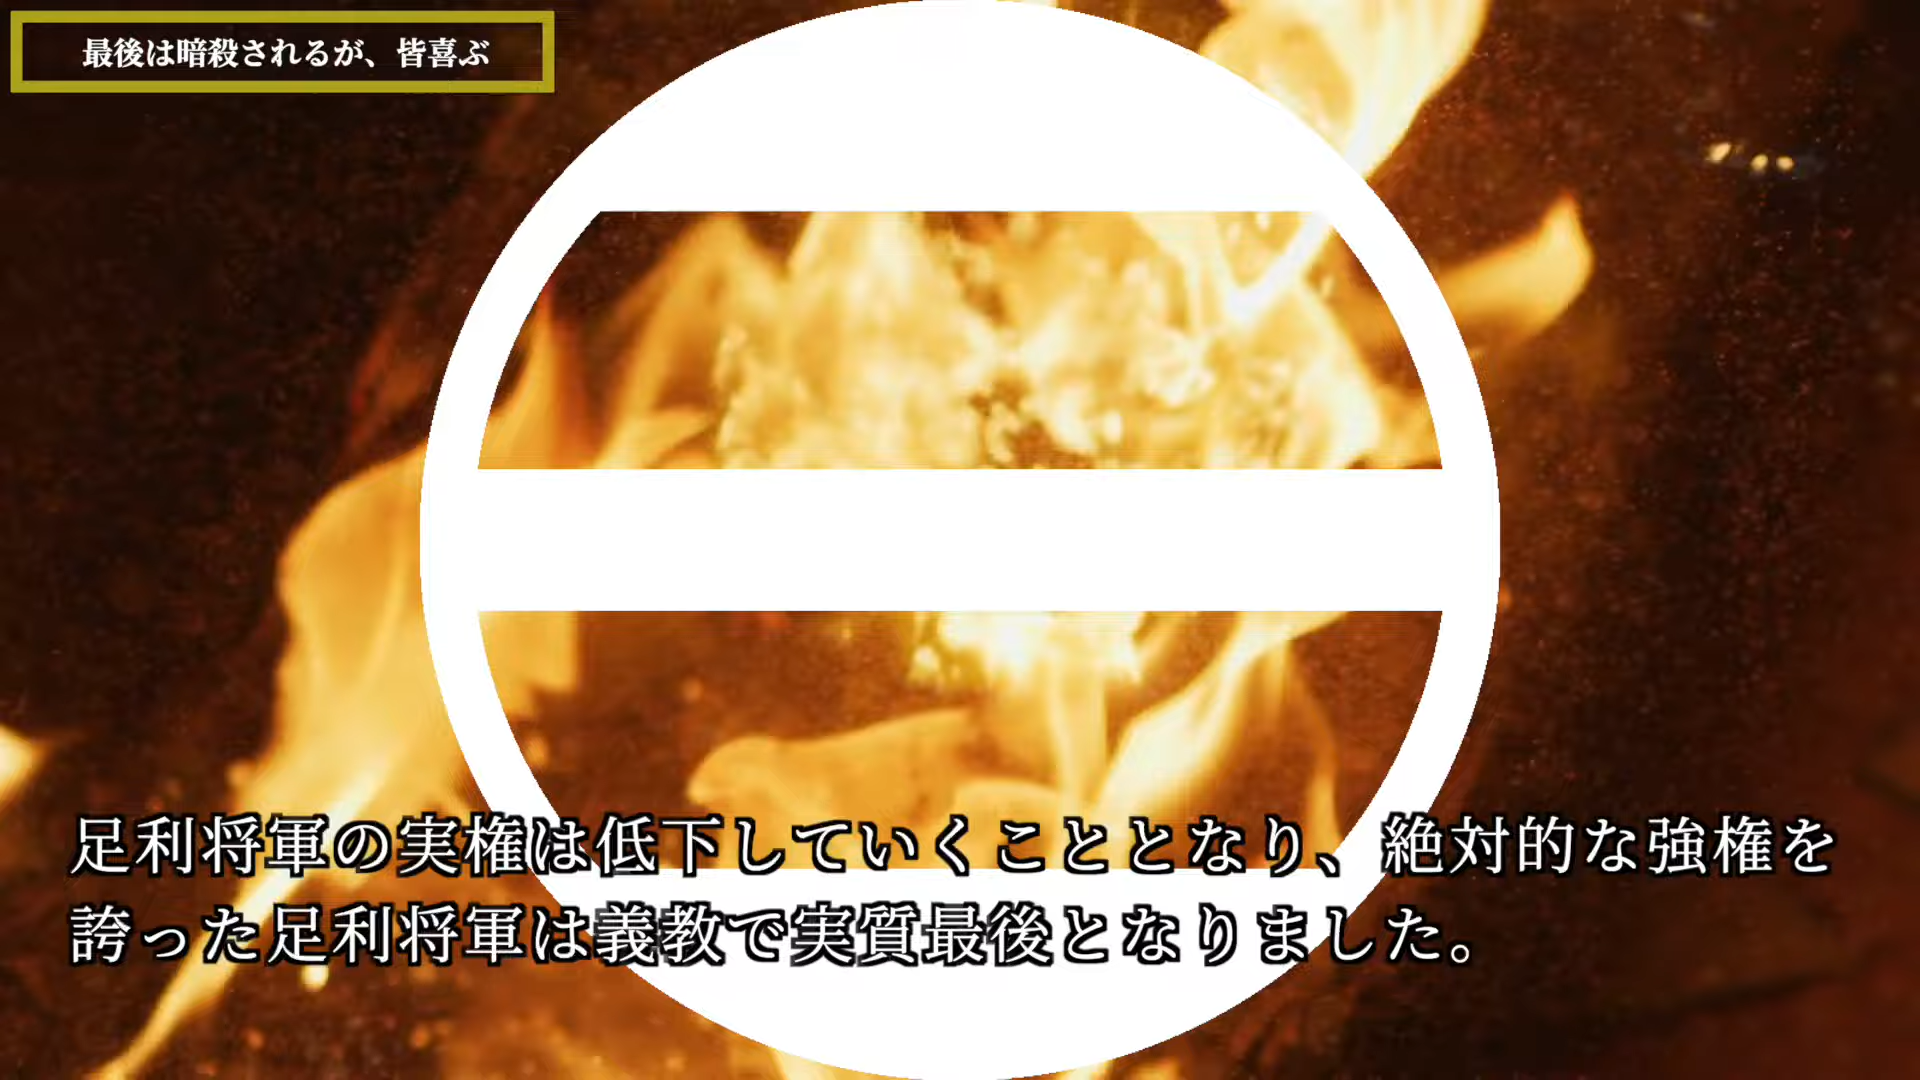 最後は暗殺されるが、皆喜ぶ
足利将軍の実権は低下していくこととなり、絶対的な強権を
誇った足利将軍は義教で実質最後となりました。